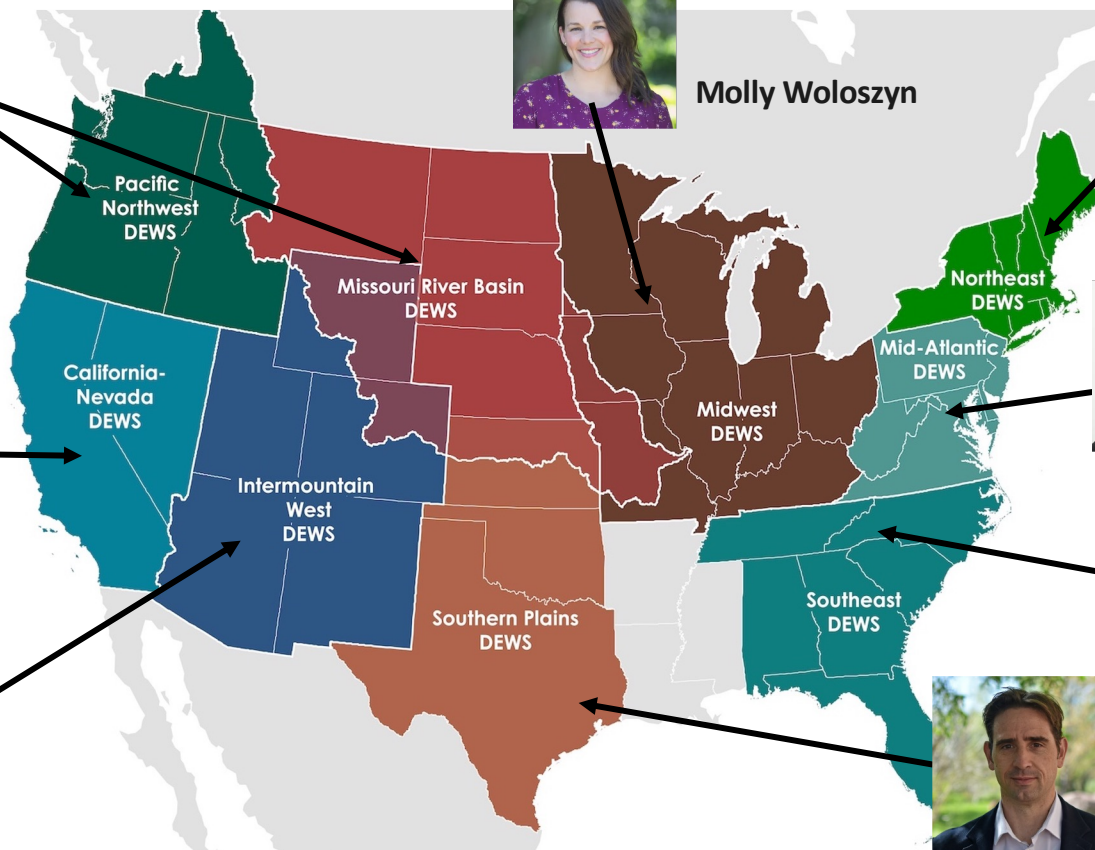 Molly Woloszyn
Pacific
Northwest
DEWS
Northeast
DEWS
Missouri River Basin
DEWS
Mid-Atlantic
DEWS
California-
Nevada
DEWS
Midwest
DEWS
Intermountain
West
DEWS
Southern Plains
DEWS
Southeast
DEWS